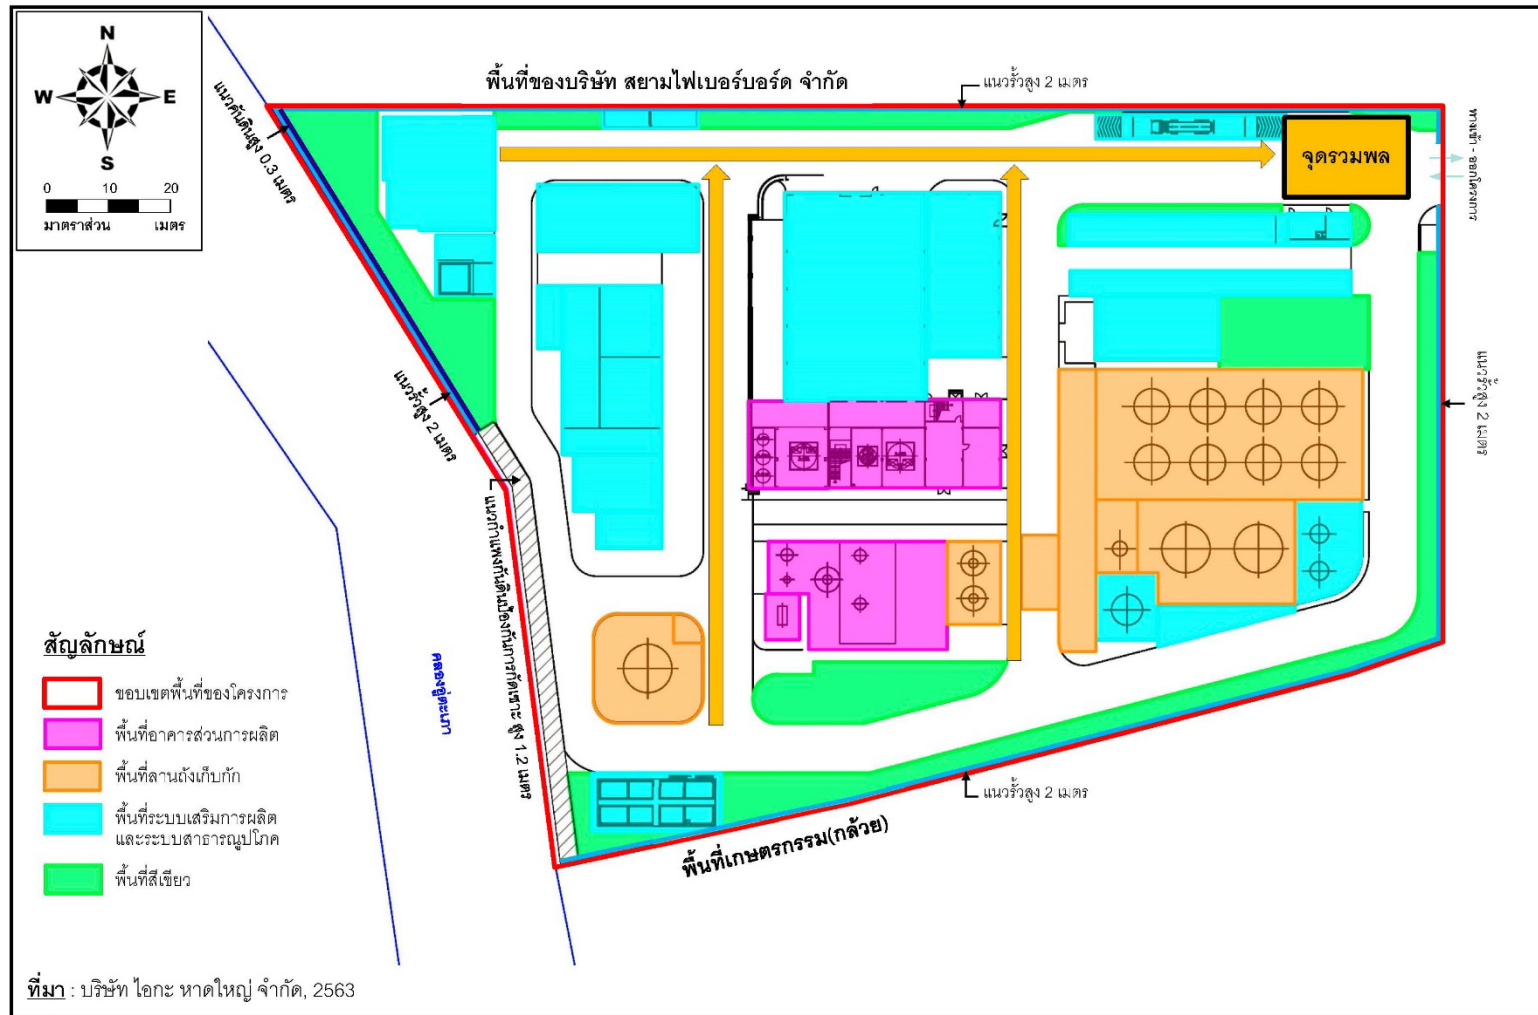 N
W E
S
0 10 20
มาตราส่วน เมตร
พื้นที่ของบริษัท สยามไฟเบอร์บอร์ด จำกัด
แนวรั้วสูง 2 เมตร
แนวคันดินสูง 0.3 เมตร
จุดรวมพล
ทางเข้า - ออกโครงการ
แนวรั้วสูง 2 เมตร
แนวรั้วสูง 2 เมตร
แนวกำแพงกันดินป้องกันการกัดเซาะ สูง 1.2 เมตร
คลองอู่ตะเภา
แนวรั้วสูง 2 เมตร
พื้นที่เกษตรกรรม(กล้วย)
สัญลักษณ์
ขอบเขตพื้นที่ของโครงการ
พื้นที่อาคารส่วนการผลิต
พื้นที่ลานถังเก็บกัก
พื้นที่ระบบเสริมการผลิต
และระบบสาธารณูปโภค
พื้นที่สีเขียว
ที่มา : บริษัท ไอกะ หาดใหญ่ จำกัด, 2563